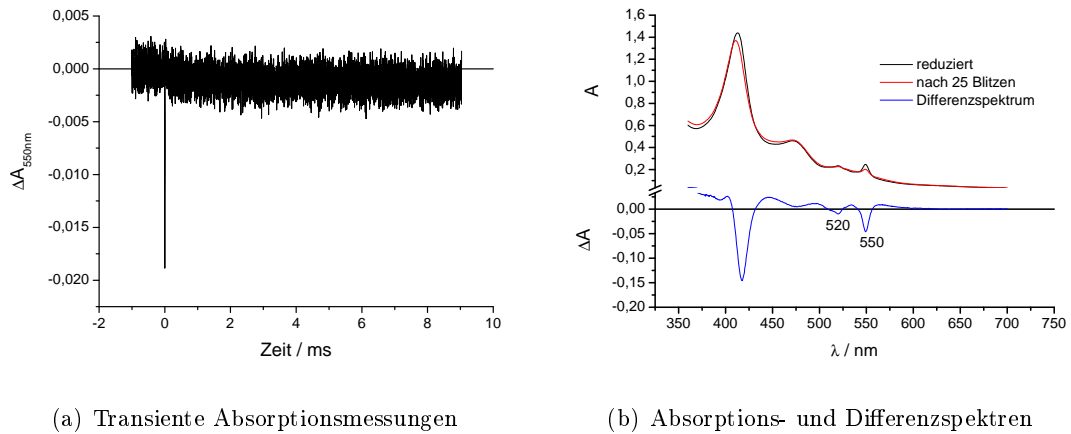 0,005
0,000
-0,005
-0,010
-0,015
-0,020
ΔA550nm
-2 0 2 4 6 8 10
Zeit / ms
(a) Transiente Absorptionsmessungen
1,6
1,4
1,2
1,0
0,8
0,6
0,4
0,2
A
reduziert
nach 25 Blitzen
Differenzspektrum
0,00
-0,05
-0,10
-0,15
-0,20
ΔA
520
550
350 400 450 500 550 600 650 700 750
λ / nm
(b) Absorptions- und Differenzspektren